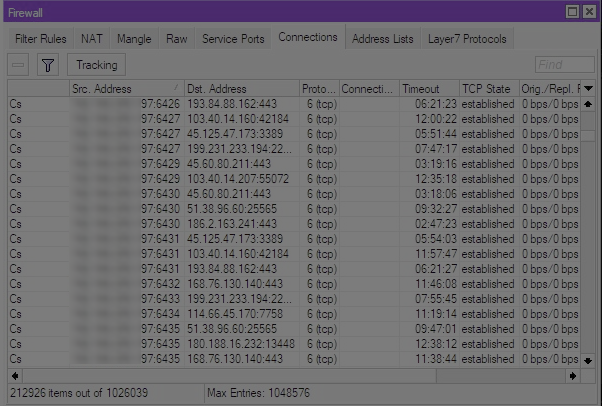 Firewall
Filter Rules NAT Mangle Raw Service Ports Connections Address Lists Layer7 Protocols
Tracking Find
Src. Address Dst. Address Proto... Connecti... Timeout TCP State Orig./Repl.
Cs 97:6426 193.84.88.162:443 6 (tcp) 06:21:23 established 0 bps/0 bps
Cs 97:6427 103.40.14.160:42184 6 (tcp) 12:00:22 established 0 bps/0 bps
Cs 97:6427 45.125.47.173:3389 6 (tcp) 05:51:44 established 0 bps/0 bps
Cs 97:6427 199.231.233.194:22... 6 (tcp) 07:47:17 established 0 bps/0 bps
Cs 97:6429 45.60.80.211:443 6 (tcp) 03:19:16 established 0 bps/0 bps
Cs 97:6429 103.40.14.207:55072 6 (tcp) 12:35:18 established 0 bps/0 bps
Cs 97:6430 45.60.80.211:443 6 (tcp) 03:18:06 established 0 bps/0 bps
Cs 97:6430 51.38.96.60:25565 6 (tcp) 09:32:27 established 0 bps/0 bps
Cs 97:6430 186.2.163.241:443 6 (tcp) 02:47:23 established 0 bps/0 bps
Cs 97:6431 45.125.47.173:3389 6 (tcp) 05:54:03 established 0 bps/0 bps
Cs 97:6431 103.40.14.160:42184 6 (tcp) 11:57:47 established 0 bps/0 bps
Cs 97:6431 193.84.88.162:443 6 (tcp) 06:21:27 established 0 bps/0 bps
Cs 97:6432 168.76.130.140:443 6 (tcp) 11:46:08 established 0 bps/0 bps
Cs 97:6433 199.231.233.194:22... 6 (tcp) 07:55:45 established 0 bps/0 bps
Cs 97:6434 114.66.45.170:7758 6 (tcp) 11:19:14 established 0 bps/0 bps
Cs 97:6435 51.38.96.60:25565 6 (tcp) 09:47:01 established 0 bps/0 bps
Cs 97:6435 180.188.16.232:13448 6 (tcp) 12:38:12 established 0 bps/0 bps
Cs 97:6435 168.76.130.140:443 6 (tcp) 11:38:44 established 0 bps/0 bps
212926 items out of 1026039 Max Entries: 1048576